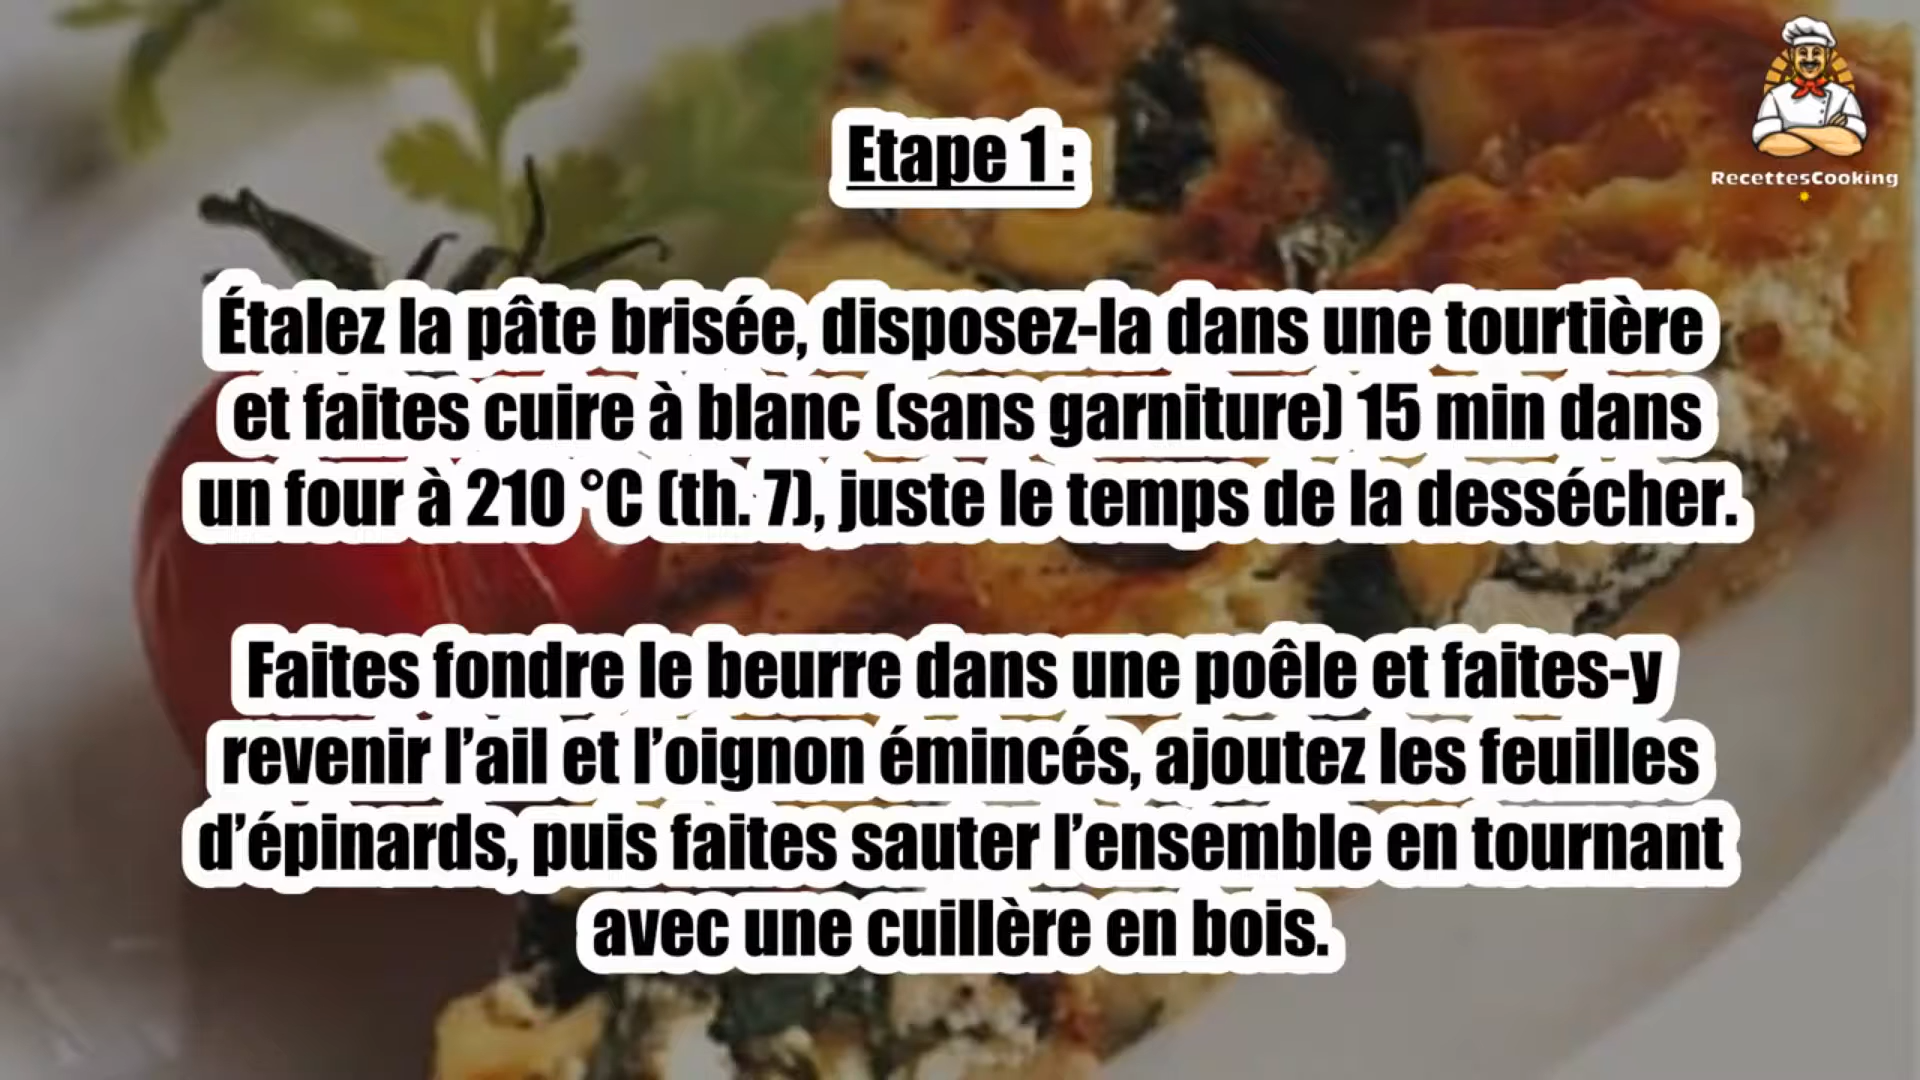 RecettesCooking
Etape 1 :
Étalez la pâte brisée, disposez-la dans une tourtière
et faites cuire à blanc (sans garniture) 15 min dans
un four à 210 °C (th. 7), juste le temps de la dessécher.
Faites fondre le beurre dans une poêle et faites-y
revenir l’ail et l’oignon émincés, ajoutez les feuilles
d’épinards, puis faites sauter l’ensemble en tournant
avec une cuillère en bois.